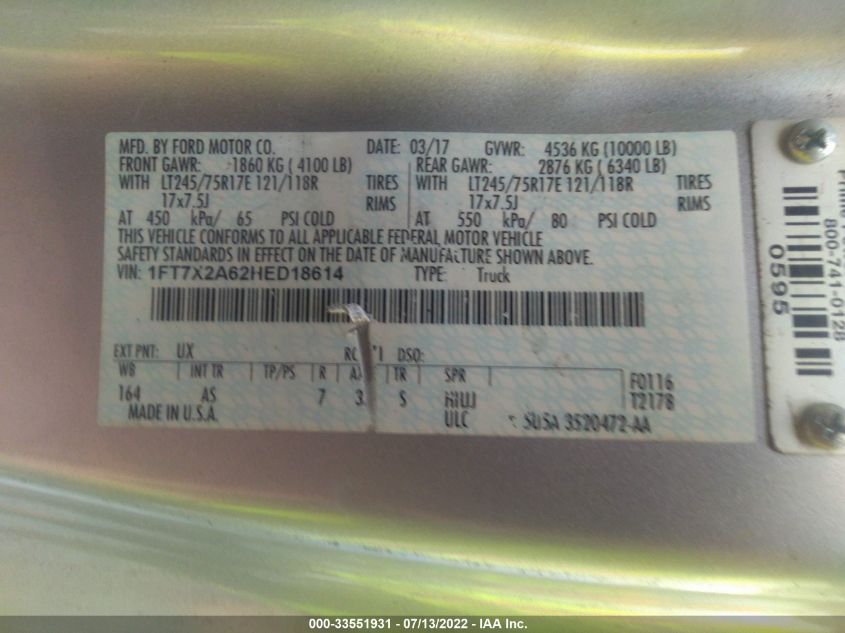 MFD. BY FORD MOTOR CO. DATE: 03/17 GVWR: 4536 KG (10000 LB)
FRONT GAWR: 1860 KG ( 4100 LB) REAR GAWR: 2876 KG ( 6340 LB)
WITH LT245/75R17E 121/118R TIRES WITH LT245/75R17E 121/118R TIRES
17x7.5J RIMS 17x7.5J RIMS
AT 450 kPa/ 65 PSI COLD AT 550 kPa/ 80 PSI COLD
THIS VEHICLE CONFORMS TO ALL APPLICABLE FEDERAL MOTOR VEHICLE
SAFETY STANDARDS IN EFFECT ON THE DATE OF MANUFACTURE SHOWN ABOVE.
VIN: 1FT7X2A62HED18614 TYPE: Truck
EXT PNT: UX DSO:
WB INT TR TP/PS R TR SPR F0116
164 AS 7 3 S T2178
MADE IN U.S.A. ULC 5U5A 3520472-AA
800-741-0128
0595
000-33551931 - 07/13/2022 - IAA Inc.